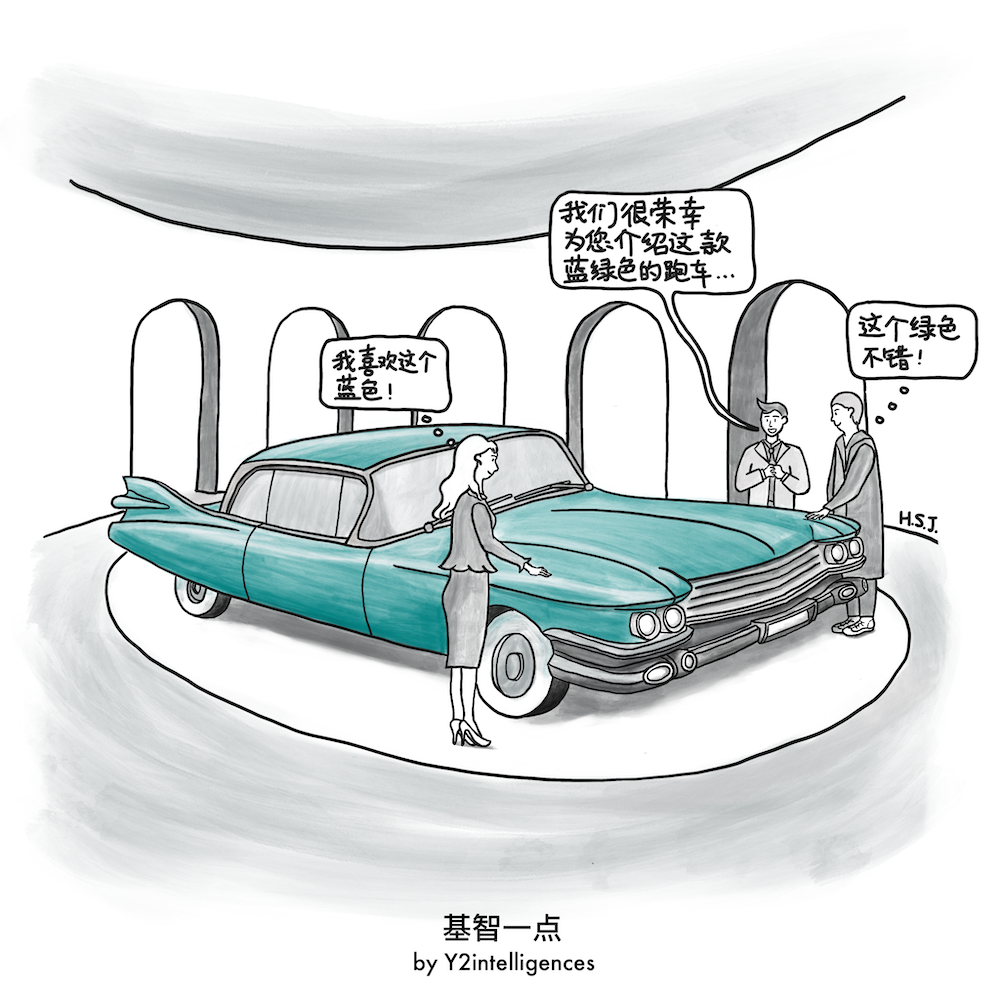 我们很荣幸
为您介绍这款
蓝绿色的跑车...
这个绿色
不错！
我喜欢这个
蓝色！
H.S.J.
基智一点
by Y2intelligences